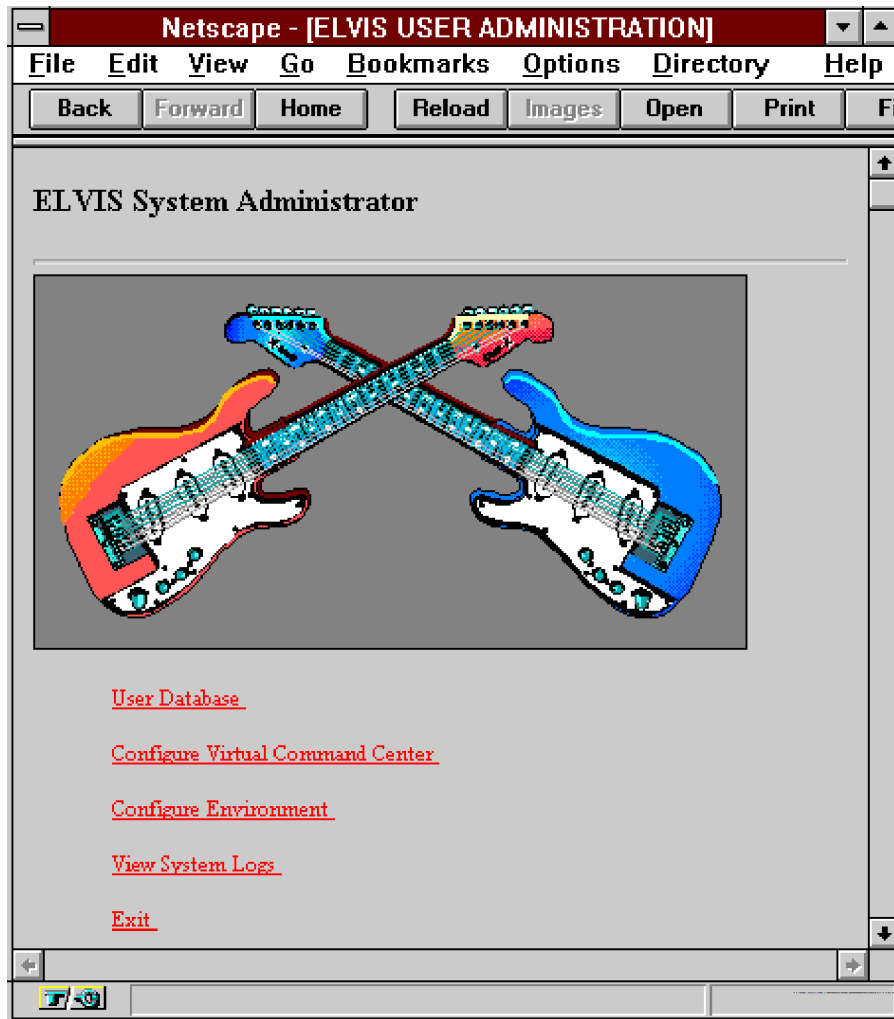 Netscape - [ELVIS USER ADMINISTRATION]
File Edit View Go Bookmarks Options Directory Help
Back Forward Home Reload Images Open Print
ELVIS System Administrator
User Database
Configure Virtual Command Center
Configure Environment
View System Logs
Exit